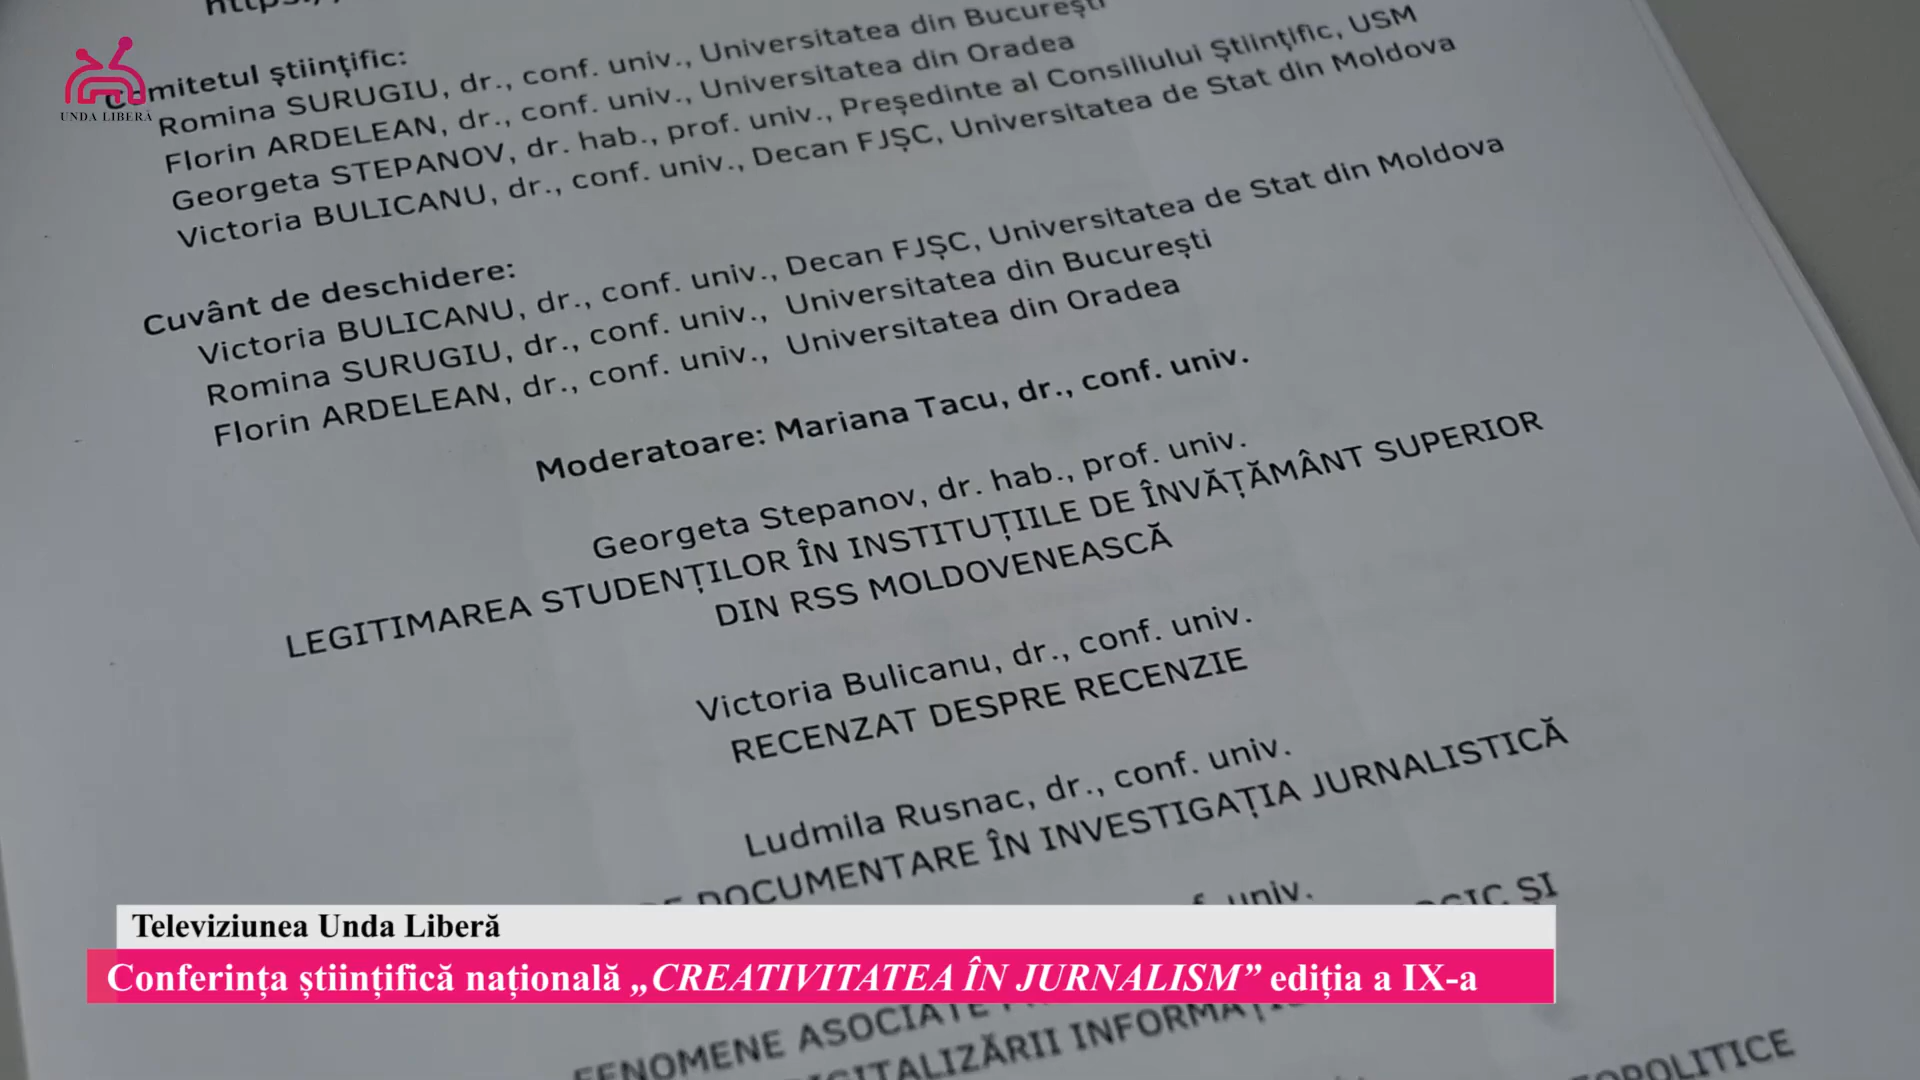 Comitetul științific:
Romina SURUGIU, dr., conf. univ., Universitatea din București
Florin ARDELEAN, dr., conf. univ., Universitatea din Oradea
Georgeta STEPANOV, dr. hab., prof. univ., Președinte al Consiliului Științific, USM
Victoria BULICANU, dr., conf. univ., Decan FJȘC, Universitatea de Stat din Moldova
UNDA LIBERĂ
Cuvânt de deschidere:
Victoria BULICANU, dr., conf. univ., Decan FJȘC, Universitatea de Stat din Moldova
Romina SURUGIU, dr., conf. univ., Universitatea din București
Florin ARDELEAN, dr., conf. univ., Universitatea din Oradea
Moderatoare: Mariana Tacu, dr., conf. univ.
Georgeta Stepanov, dr. hab., prof. univ.
LEGITIMAREA STUDENȚILOR ÎN INSTITUȚIILE DE ÎNVĂȚĂMÂNT SUPERIOR
DIN RSS MOLDOVENEASCĂ
Victoria Bulicanu, dr., conf. univ.
RECENZAT DESPRE RECENZIE
Ludmila Rusnac, dr., conf. univ.
DOCUMENTARE ÎN INVESTIGAȚIA JURNALISTICĂ
univ.
ȘI
Televiziunea Unda Liberă
Conferința științifică națională „CREATIVITATEA ÎN JURNALISM” ediția a IX-a
FENOMENE ASOCIATE